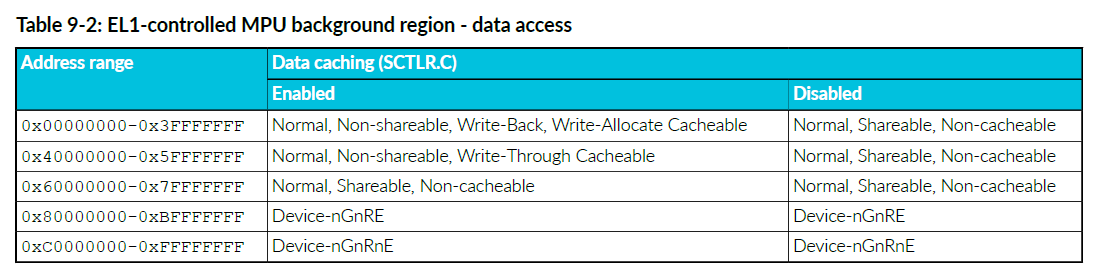 Table 9-2: EL1-controlled MPU background region - data access
Address range Data caching (SCTLR.C)
Enabled Disabled
0x00000000-0x3FFFFFFF Normal, Non-shareable, Write-Back, Write-Allocate Cacheable Normal, Shareable, Non-cacheable
0x40000000-0x5FFFFFFF Normal, Non-shareable, Write-Through Cacheable Normal, Shareable, Non-cacheable
0x60000000-0x7FFFFFFF Normal, Shareable, Non-cacheable Normal, Shareable, Non-cacheable
0x80000000-0xBFFFFFFF Device-nGnRE Device-nGnRE
0xC0000000-0xFFFFFFFF Device-nGnRnE Device-nGnRnE